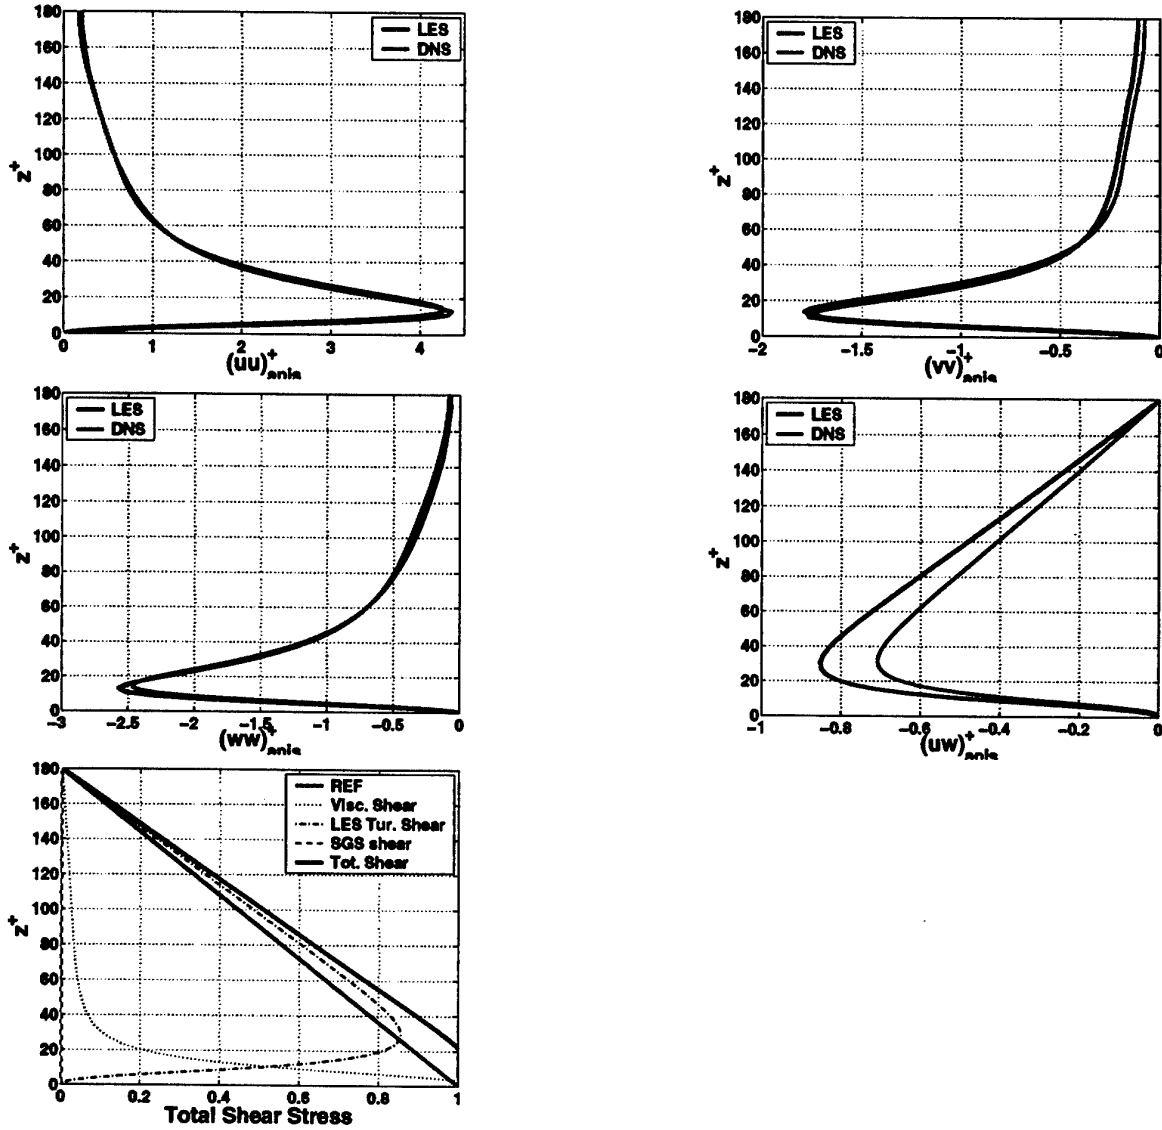 180
160
140
120
100
80
60
40
20
0
z+
LES
DNS
0 1 2 3 4
(uu)+ anis
180
160
140
120
100
80
60
40
20
0
z+
LES
DNS
−2 −1.5 −1 −0.5 0
(vv)+ anis
180
160
140
120
100
80
60
40
20
0
z+
LES
DNS
−3 −2.5 −2 −1.5 −1 −0.5 0
(ww)+ anis
180
160
140
120
100
80
60
40
20
0
z+
LES
DNS
−1 −0.8 −0.6 −0.4 −0.2 0
(uw)+ anis
180
160
140
120
100
80
60
40
20
0
z+
REF
Visc. Shear
LES Tur. Shear
SGS shear
Tot. Shear
0 0.2 0.4 0.6 0.8 1
Total Shear Stress